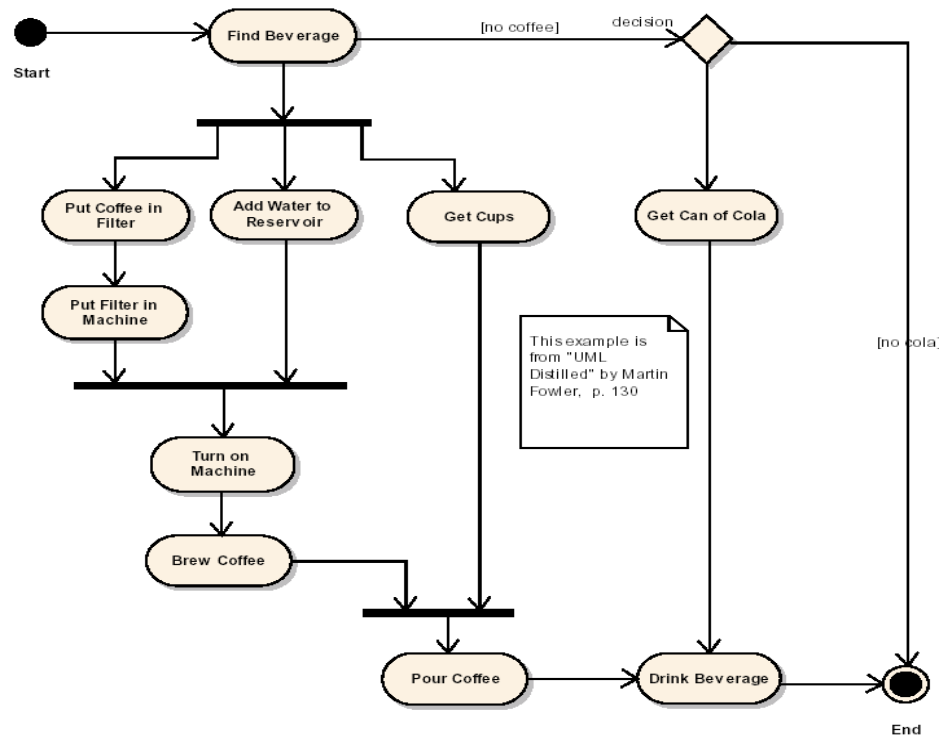 Find Beverage
[no coffee]
decision
Start
Put Coffee in
Filter
Add Water to
Reservoir
Get Cups
Get Can of Cola
Put Filter in
Machine
This example is
from "UML
Distilled" by Martin
Fowler, p. 130
[no cola]
Turn on
Machine
Brew Coffee
Pour Coffee
Drink Beverage
End